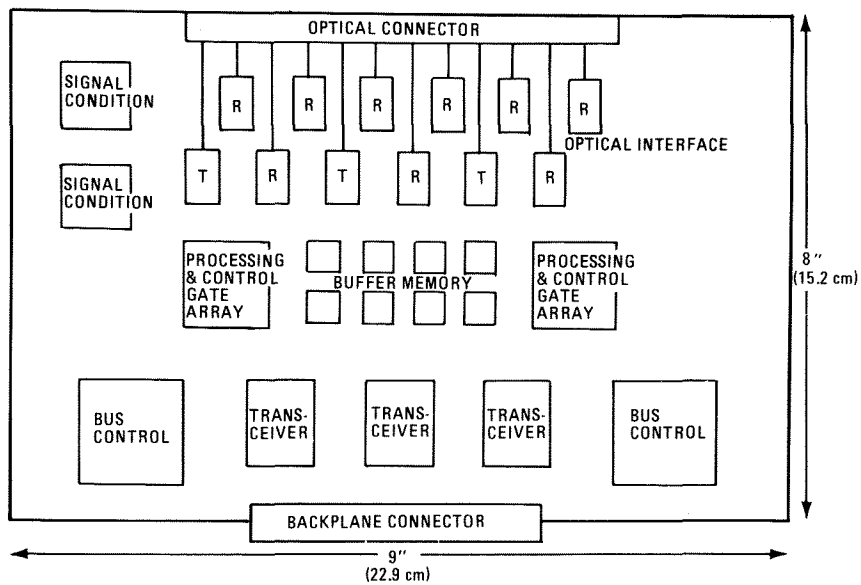 OPTICAL CONNECTOR
SIGNAL
CONDITION
R
R
R
R
R
R
OPTICAL INTERFACE
SIGNAL
CONDITION
T
R
T
R
T
R
PROCESSING
& CONTROL
GATE
ARRAY
BUFFER MEMORY
PROCESSING
& CONTROL
GATE
ARRAY
8"
(15.2 cm)
BUS
CONTROL
TRANS-
CEIVER
TRANS-
CEIVER
TRANS-
CEIVER
BUS
CONTROL
BACKPLANE CONNECTOR
9"
(22.9 cm)